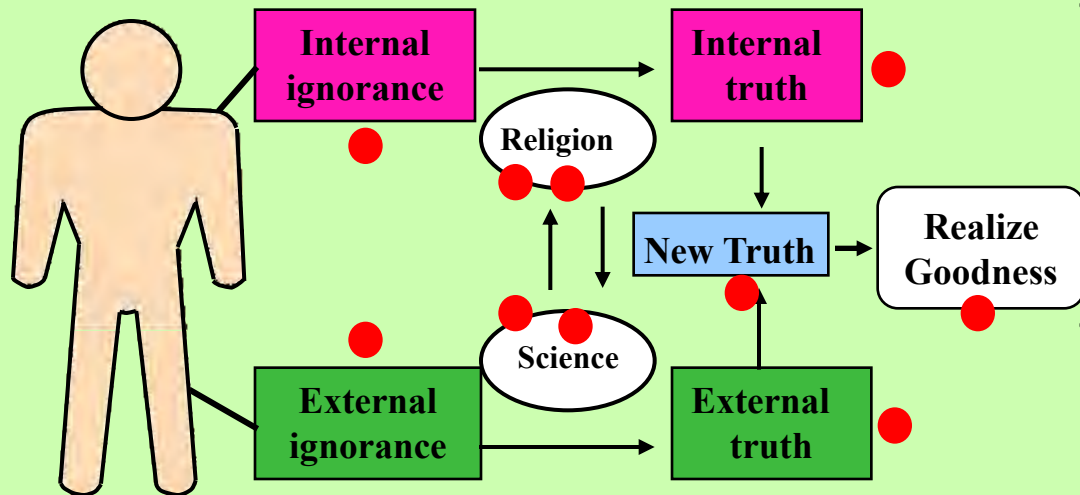 Internal
ignorance
Internal
truth
Religion
New Truth
Realize
Goodness
Science
External
ignorance
External
truth